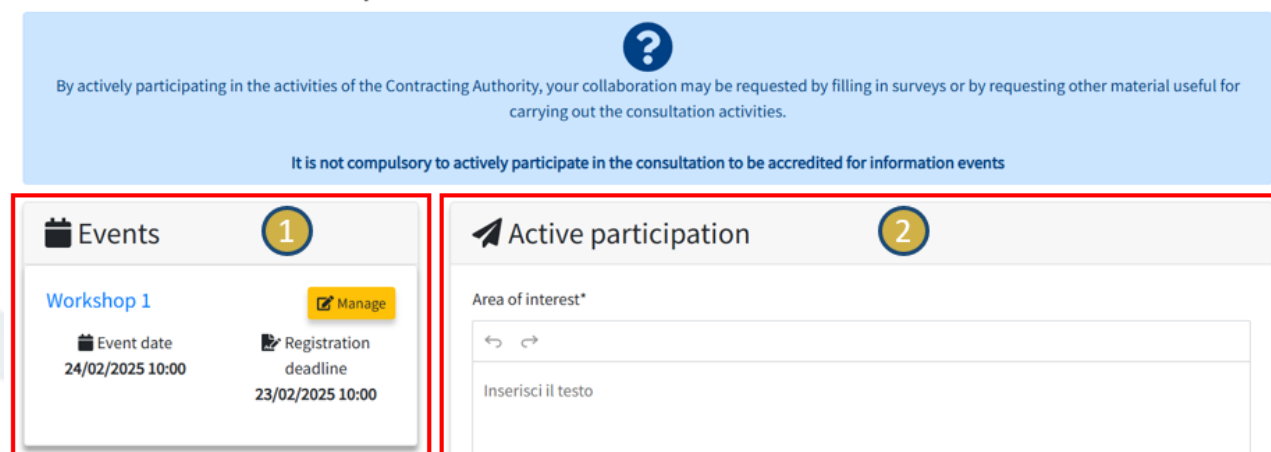 ?
By actively participating in the activities of the Contracting Authority, your collaboration may be requested by filling in surveys or by requesting other material useful for
carrying out the consultation activities.
It is not compulsory to actively participate in the consultation to be accredited for information events
Events
1
Workshop 1
Manage
Event date
24/02/2025 10:00
Registration
deadline
23/02/2025 10:00
Active participation
2
Area of interest*
Inserisci il testo